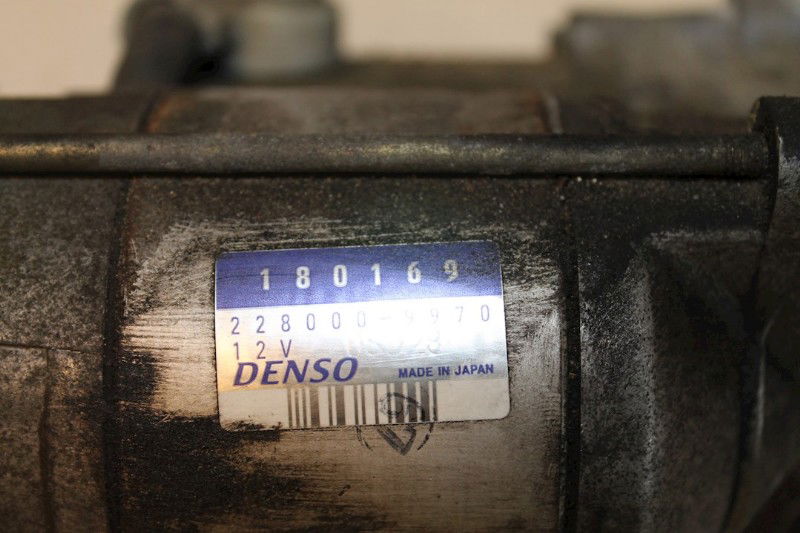 180169
228000-9970
12V
DENSO MADE IN JAPAN